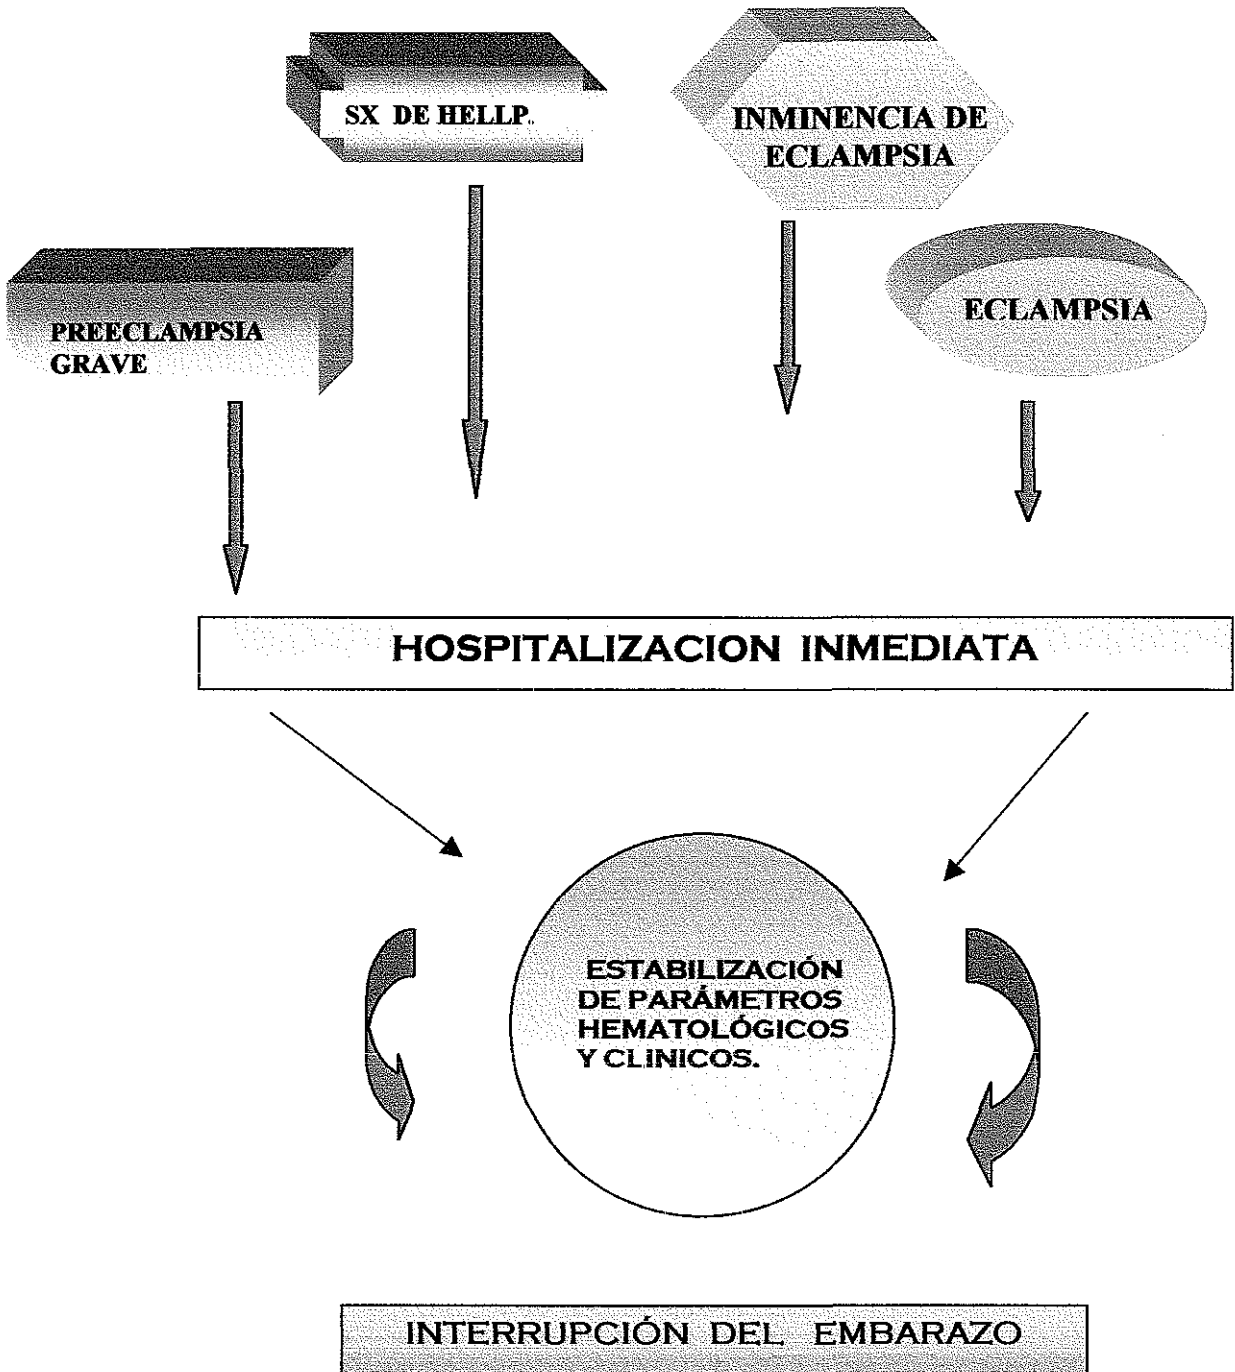 SX DE HELLP..
INMINENCIA DE
ECLAMPSIA
PREECLAMPSIA
GRAVE
ECLAMPSIA
HOSPITALIZACION INMEDIATA
ESTABILIZACIÓN
DE PARÁMETROS
HEMATOLÓGICOS
Y CLINICOS.
INTERRUPCIÓN DEL EMBARAZO